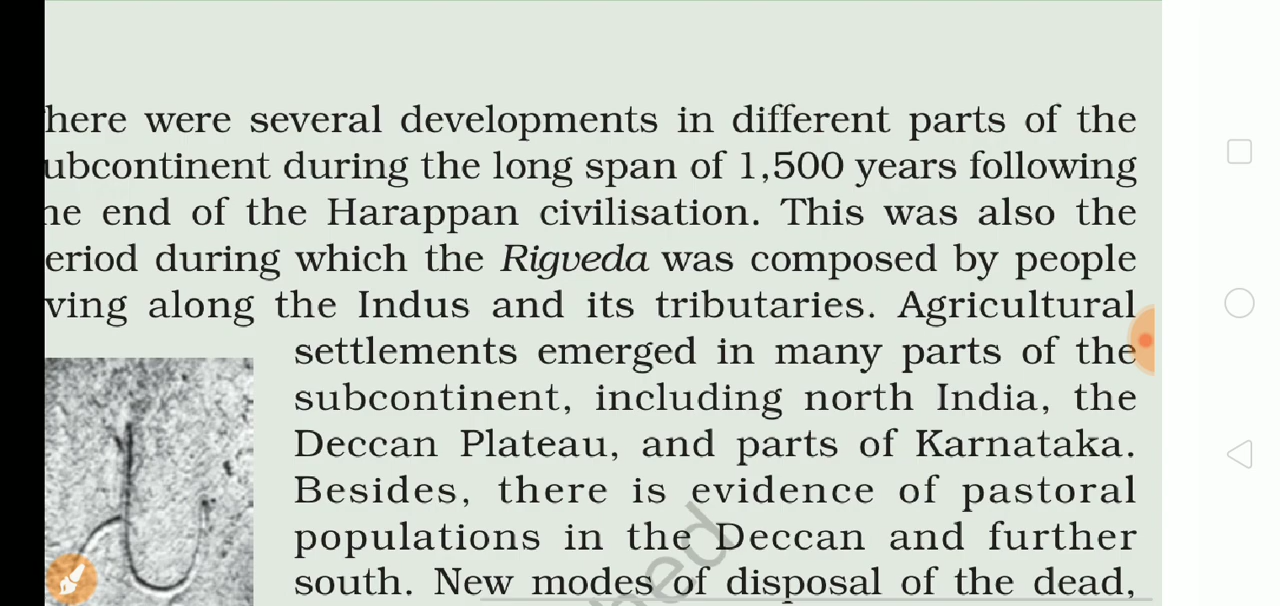 here were several developments in different parts of the
ubcontinent during the long span of 1,500 years following
he end of the Harappan civilisation. This was also the
eriod during which the Rigveda was composed by people
ving along the Indus and its tributaries. Agricultural
settlements emerged in many parts of the
subcontinent, including north India, the
Deccan Plateau, and parts of Karnataka.
Besides, there is evidence of pastoral
populations in the Deccan and further
south. New modes of disposal of the dead,
hed